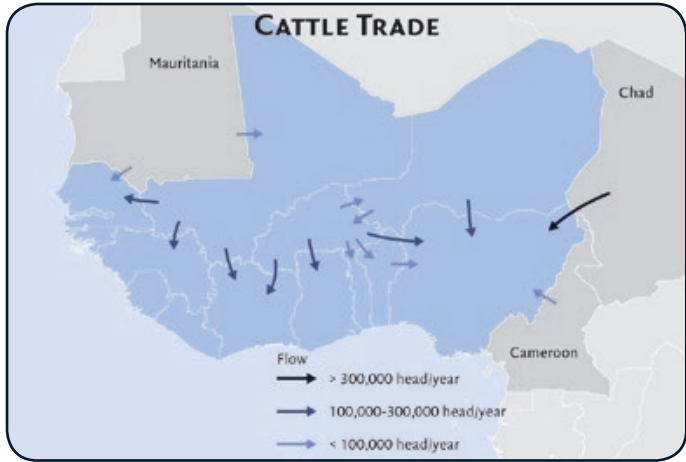 CATTLE TRADE
Mauritania
Chad
Cameroon
Flow
> 300,000 head/year
100,000-300,000 head/year
< 100,000 head/year